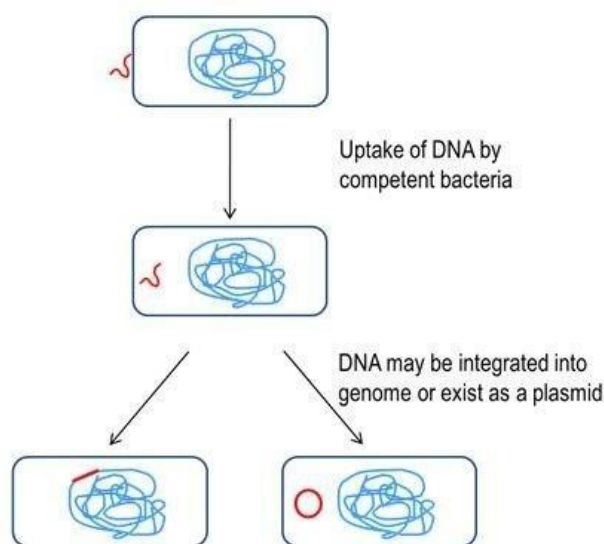 Uptake of DNA by
competent bacteria
DNA may be integrated into
genome or exist as a plasmid